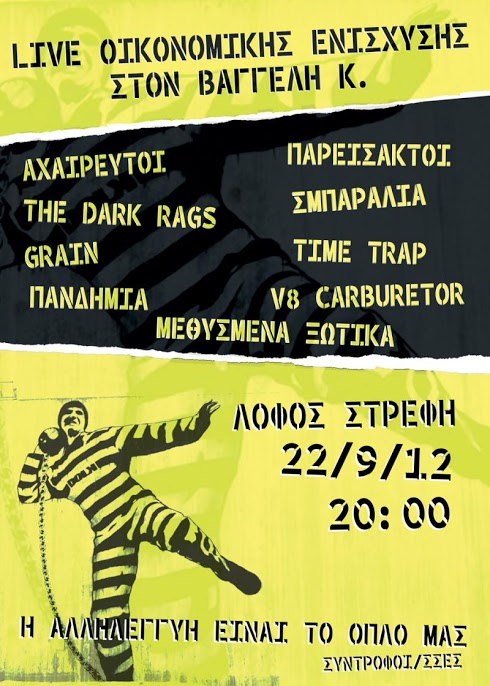 LIVE ΟΙΚΟΝΟΜΙΚΗΣ ΕΝΙΣΧΥΣΗΣ
ΣΤΟΝ ΒΑΓΓΕΛΗ Κ.
ΑΧΑΙΡΕΥΤΟΙ
ΠΑΡΕΙΣΑΚΤΟΙ
THE DARK RAGS
ΣΜΠΑΡΑΛΙΑ
GRAIN
TIME TRAP
ΠΑΝΔΗΜΙΑ
V8 CARBURETOR
ΜΕΘΥΣΜΕΝΑ ΞΩΤΙΚΑ
ΛΟΦΟΣ ΣΤΡΕΦΗ
22/9/12
20:00
Η ΑΛΛΗΛΕΓΓΥΗ ΕΙΝΑΙ ΤΟ ΟΠΛΟ ΜΑΣ
ΣΥΝΤΡΟΦΟΙ/ΣΣΕΣ